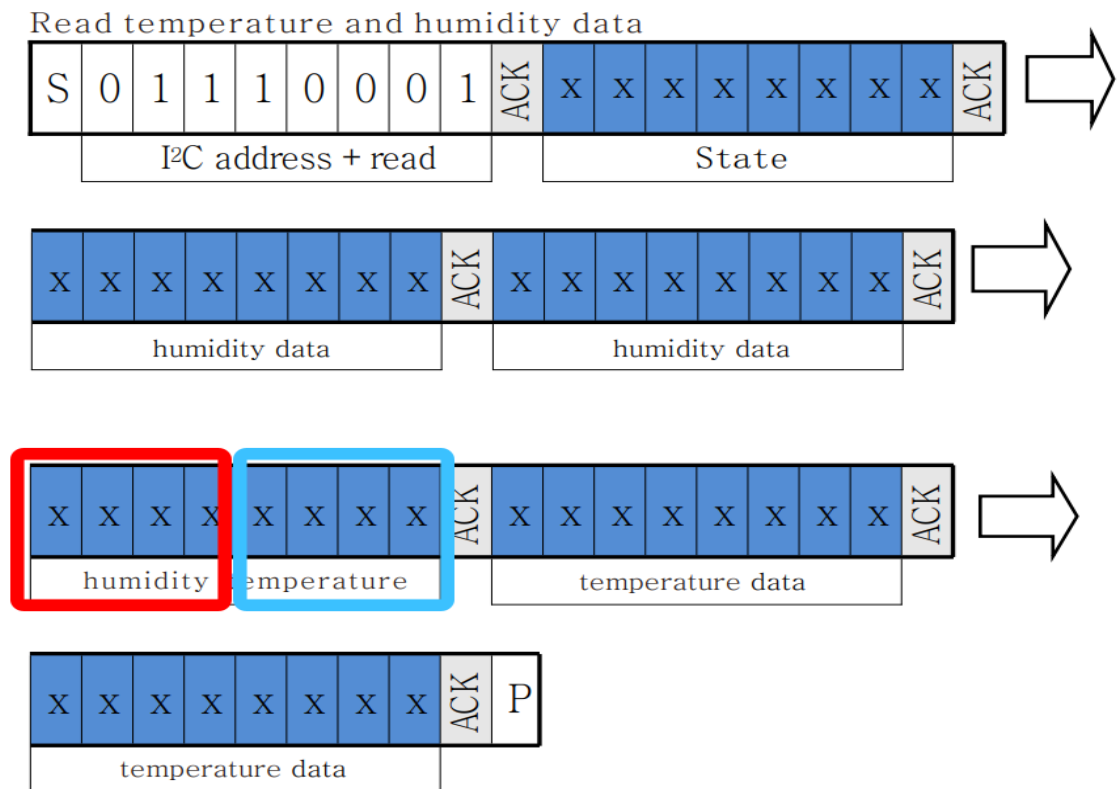 Read temperature and humidity data
S 0 1 1 1 0 0 0 1 ACK x x x x x x x x ACK
I²C address + read State
x x x x x x x x ACK x x x x x x x x ACK
humidity data humidity data
x x x x x x x x ACK x x x x x x x x ACK
humidity temperature temperature data
x x x x x x x x ACK P
temperature data